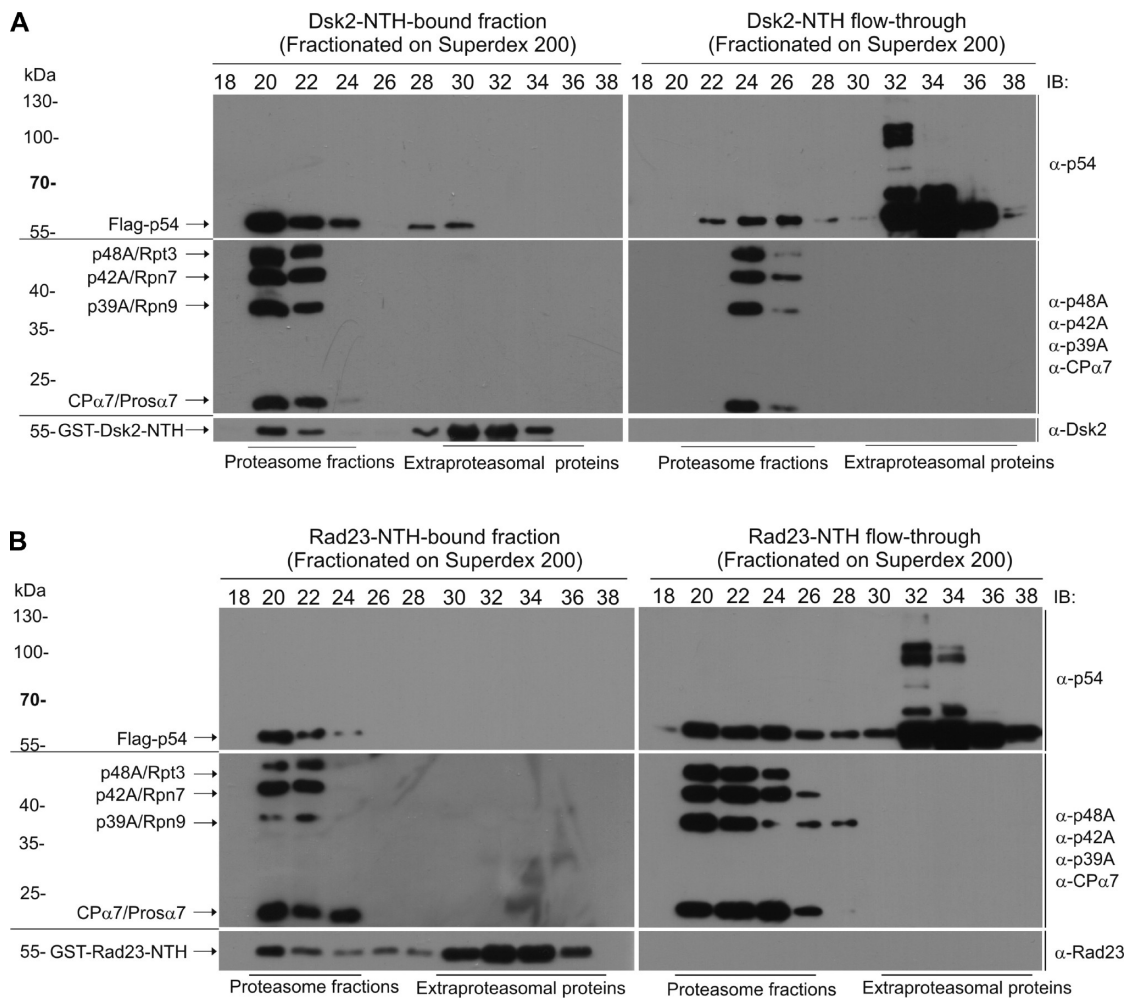 A
Dsk2-NTH-bound fraction
(Fractionated on Superdex 200)
Dsk2-NTH flow-through
(Fractionated on Superdex 200)
kDa
18 20 22 24 26 28 30 32 34 36 38
18 20 22 24 26 28 30 32 34 36 38
IB:
130-
100-
70-
Flag-p54
55-
α-p54
p48A/Rpt3
p42A/Rpn7
40-
p39A/Rpn9
35-
25-
CPα7/Prosα7
α-p48A
α-p42A
α-p39A
α-CPα7
55- GST-Dsk2-NTH
α-Dsk2
Proteasome fractions Extraproteasomal proteins
Proteasome fractions Extraproteasomal proteins
B
Rad23-NTH-bound fraction
(Fractionated on Superdex 200)
Rad23-NTH flow-through
(Fractionated on Superdex 200)
kDa
18 20 22 24 26 28 30 32 34 36 38
18 20 22 24 26 28 30 32 34 36 38
IB:
130-
100-
70-
Flag-p54
55-
α-p54
p48A/Rpt3
p42A/Rpn7
40-
p39A/Rpn9
35-
25-
CPα7/Prosα7
α-p48A
α-p42A
α-p39A
α-CPα7
55- GST-Rad23-NTH
α-Rad23
Proteasome fractions Extraproteasomal proteins
Proteasome fractions Extraproteasomal proteins